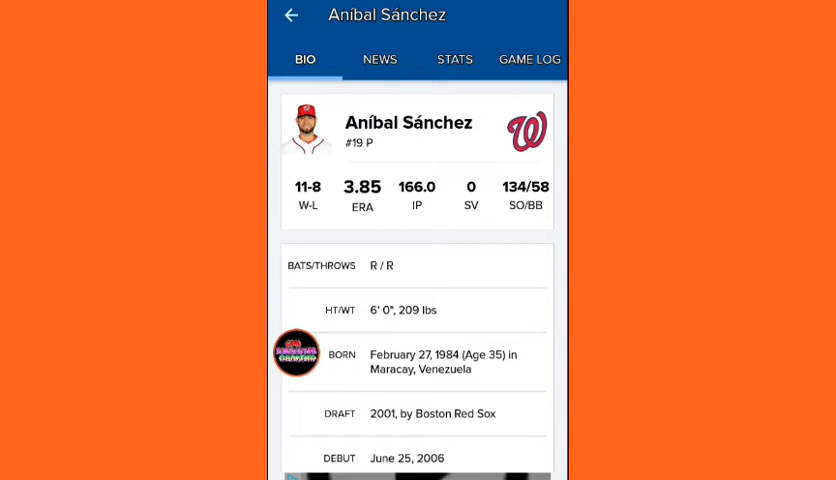 Aníbal Sánchez
BIO NEWS STATS GAME LOG
Aníbal Sánchez
#19 P
W
11-8 3.85 166.0 0 134/58
W-L ERA IP SV SO/BB
BATS/THROWS R / R
HT/WT 6' 0", 209 lbs
BORN February 27, 1984 (Age 35) in
Maracay, Venezuela
DRAFT 2001, by Boston Red Sox
DEBUT June 25, 2006